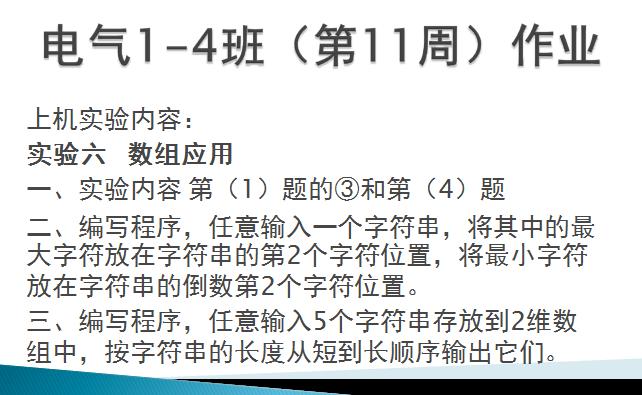 电气1-4班（第11周）作业
上机实验内容：
实验六 数组应用
一、实验内容 第（1）题的③和第（4）题
二、编写程序，任意输入一个字符串，将其中的最
大字符放在字符串的第2个字符位置，将最小字符
放在字符串的倒数第2个字符位置。
三、编写程序，任意输入5个字符串存放到2维数
组中，按字符串的长度从短到长顺序输出它们。